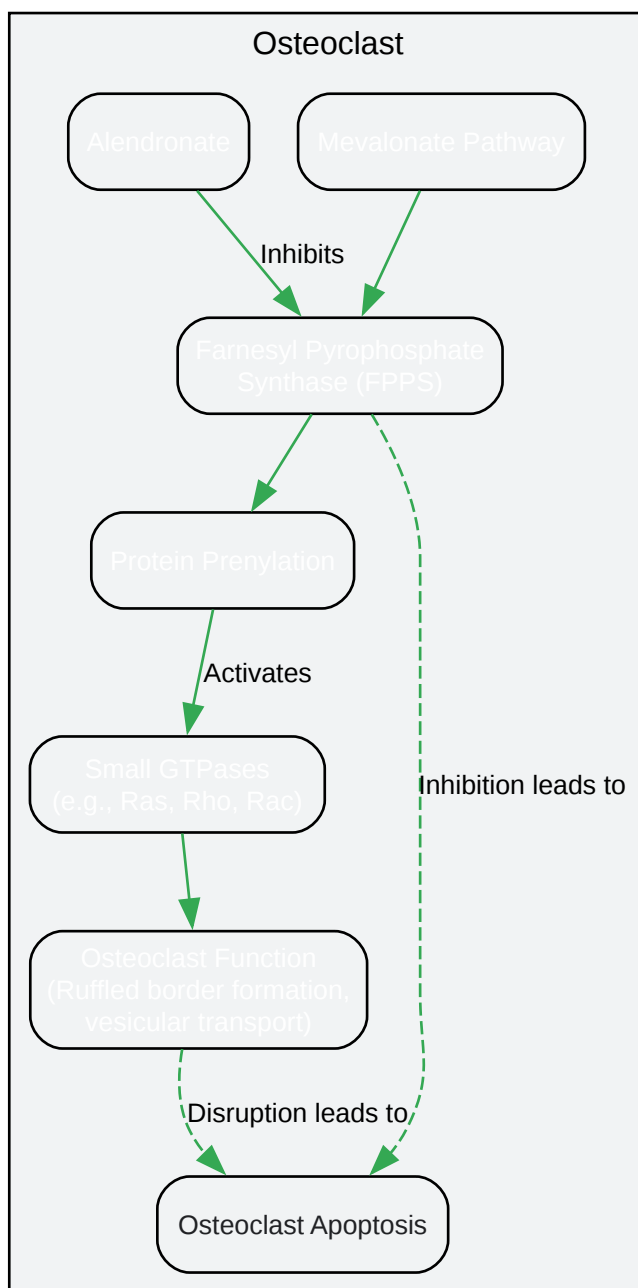 Osteoclast
Alendronate
Mevalonate Pathway
Inhibits
Farnesyl Pyrophosphate
Synthase (FPPS)
Protein Prenylation
Activates
Small GTPases
(e.g., Ras, Rho, Rac)
Inhibition leads to
Osteoclast Function
(Ruffled border formation,
vesicular transport)
Disruption leads to
Osteoclast Apoptosis